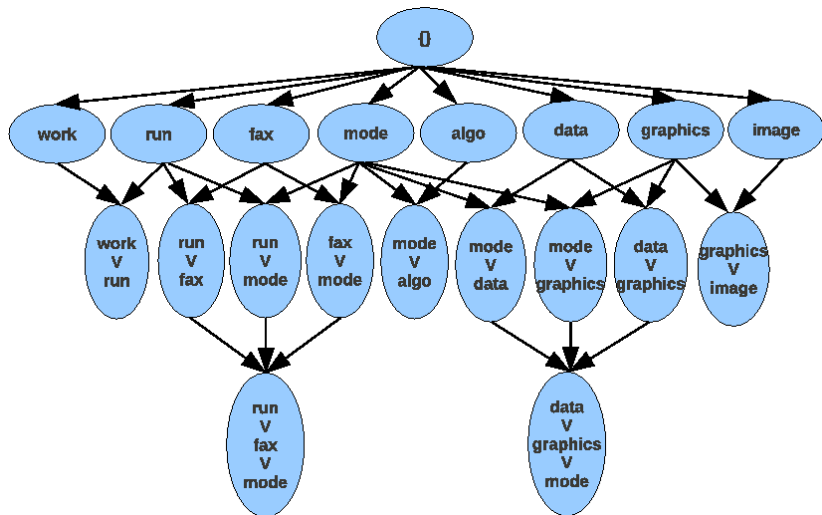 {}
work
run
fax
mode
algo
data
graphics
image
work
V
run
run
V
fax
run
V
mode
fax
V
mode
mode
V
algo
mode
V
data
mode
V
graphics
data
V
graphics
graphics
V
image
run
V
fax
V
mode
data
V
graphics
V
mode